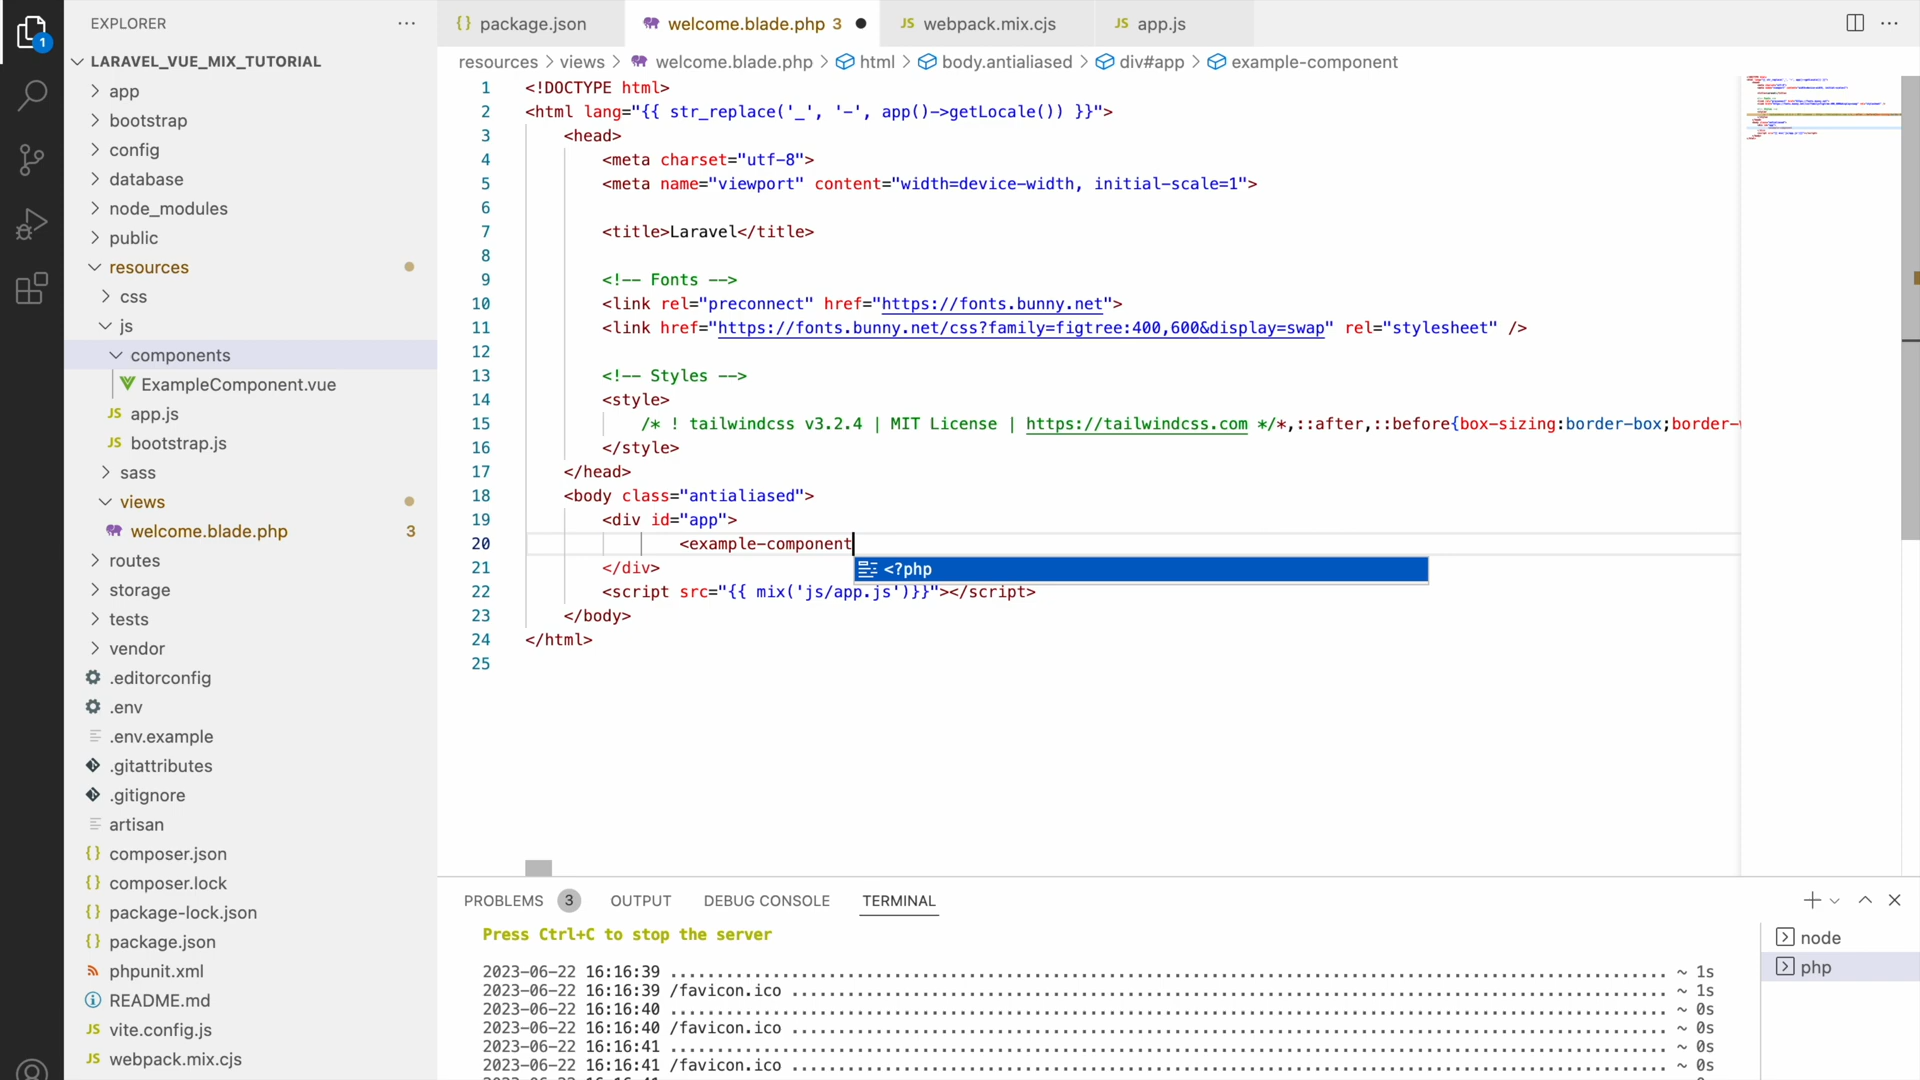 EXPLORER
LARAVEL_VUE_MIX_TUTORIAL
app
bootstrap
config
database
node_modules
public
resources
css
js
components
ExampleComponent.vue
JS app.js
JS bootstrap.js
sass
views
welcome.blade.php 3
routes
storage
tests
vendor
.editorconfig
.env
.env.example
.gitattributes
.gitignore
artisan
{} composer.json
{} composer.lock
{} package-lock.json
{} package.json
phpunit.xml
README.md
JS vite.config.js
JS webpack.mix.cjs
1
{} package.json
welcome.blade.php 3
JS webpack.mix.cjs
JS app.js
resources > views > welcome.blade.php > html > body.antialiased > div#app > example-component
1 <!DOCTYPE html>
2 <html lang="{{ str_replace('_', '-', app()->getLocale()) }}">
3 <head>
4 <meta charset="utf-8">
5 <meta name="viewport" content="width=device-width, initial-scale=1">
6
7 <title>Laravel</title>
8
9 <!-- Fonts -->
10 <link rel="preconnect" href="https://fonts.bunny.net">
11 <link href="https://fonts.bunny.net/css?family=figtree:400,600&display=swap" rel="stylesheet" />
12
13 <!-- Styles -->
14 <style>
15 /* ! tailwindcss v3.2.4 | MIT License | https://tailwindcss.com */*,::after,::before{box-sizing:border-box;border-
16 </style>
17 </head>
18 <body class="antialiased">
19 <div id="app">
20 <example-component
<?php
21 </div>
22 <script src="{{ mix('js/app.js')}}"></script>
23 </body>
24 </html>
25
PROBLEMS 3 OUTPUT DEBUG CONSOLE TERMINAL
Press Ctrl+C to stop the server
2023-06-22 16:16:39 ........ ~ 1s
2023-06-22 16:16:39 /favicon.ico ........ ~ 1s
2023-06-22 16:16:40 ........ ~ 0s
2023-06-22 16:16:40 /favicon.ico ........ ~ 0s
2023-06-22 16:16:41 ........ ~ 0s
2023-06-22 16:16:41 /favicon.ico ........ ~ 0s
node
php